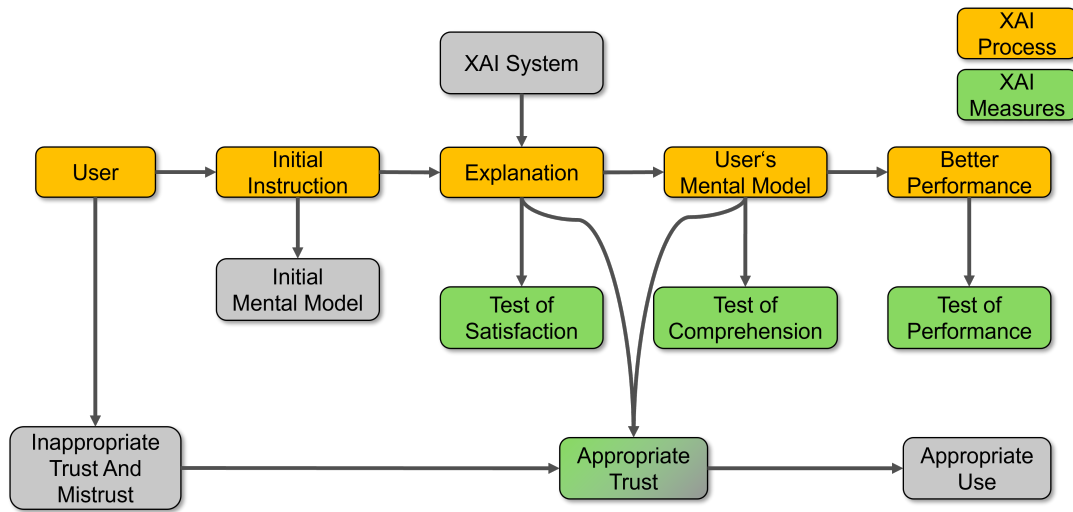 XAI System
XAI
Process
XAI
Measures
User
Initial
Instruction
Explanation
User‘s
Mental Model
Better
Performance
Initial
Mental Model
Test of
Satisfaction
Test of
Comprehension
Test of
Performance
Inappropriate
Trust And
Mistrust
Appropriate
Trust
Appropriate
Use